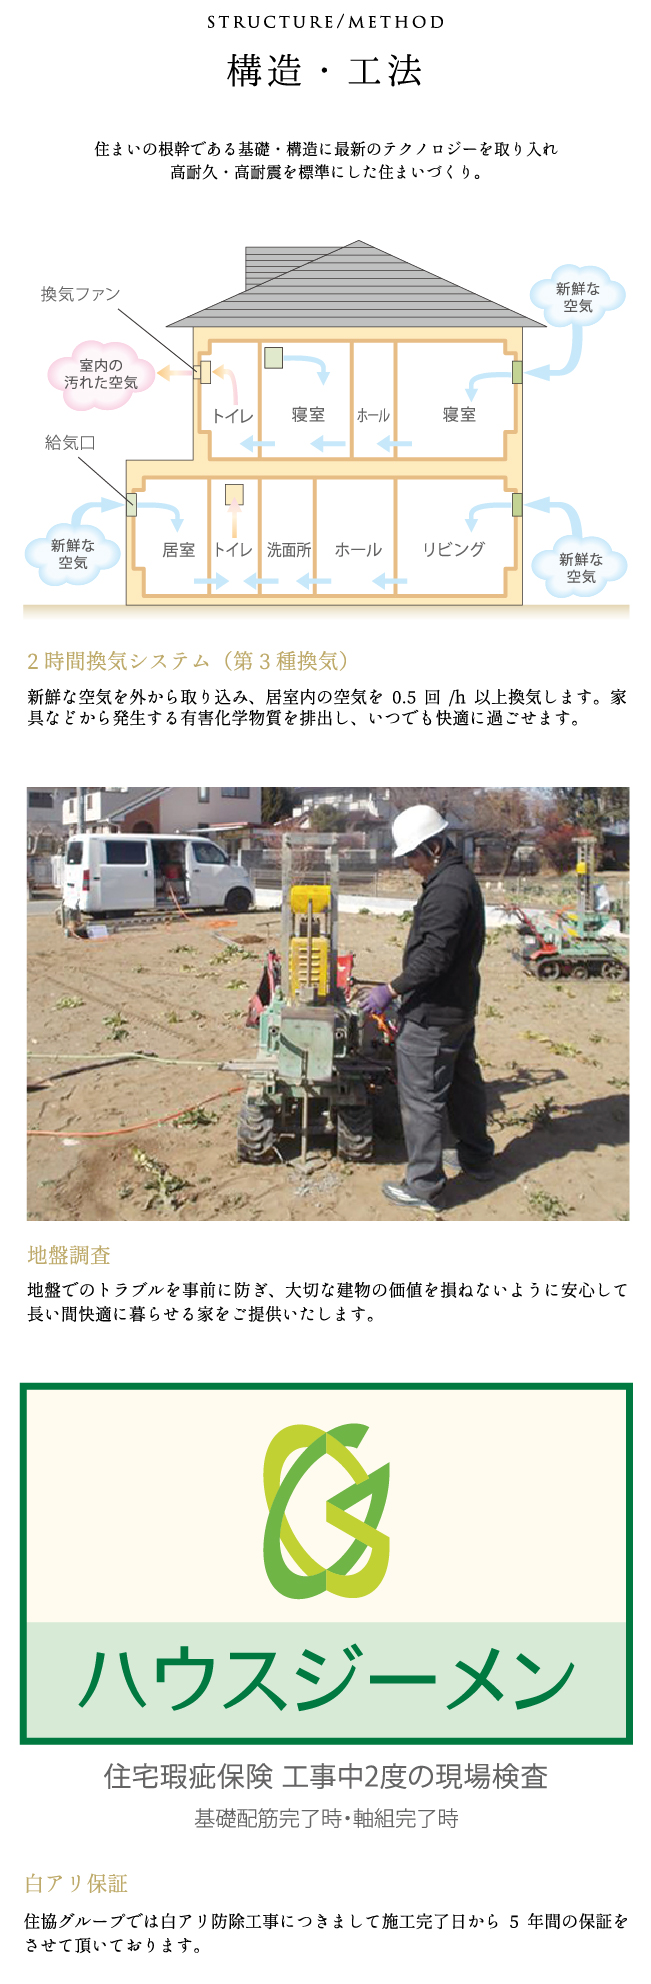 STRUCTURE/METHOD
構造・工法
住まいの根幹である基礎・構造に最新のテクノロジーを取り入れ
高耐久・高耐震を標準にした住まいづくり。
換気ファン
新鮮な
空気
室内の
汚れた空気
トイレ
寝室
ホール
寝室
給気口
新鮮な
空気
居室
トイレ
洗面所
ホール
リビング
新鮮な
空気
2 時間換気システム（第 3 種換気）
新鮮な空気を外から取り込み、居室内の空気を 0.5 回 /h 以上換気します。家
具などから発生する有害化学物質を排出し、いつでも快適に過ごせます。
地盤調査
地盤でのトラブルを事前に防ぎ、大切な建物の価値を損ねないように安心して
長い間快適に暮らせる家をご提供いたします。
ハウスジーメン
住宅瑕疵保険 工事中2度の現場検査
基礎配筋完了時・軸組完了時
白アリ保証
住協グループでは白アリ防除工事につきまして施工完了日から 5 年間の保証を
させて頂いております。